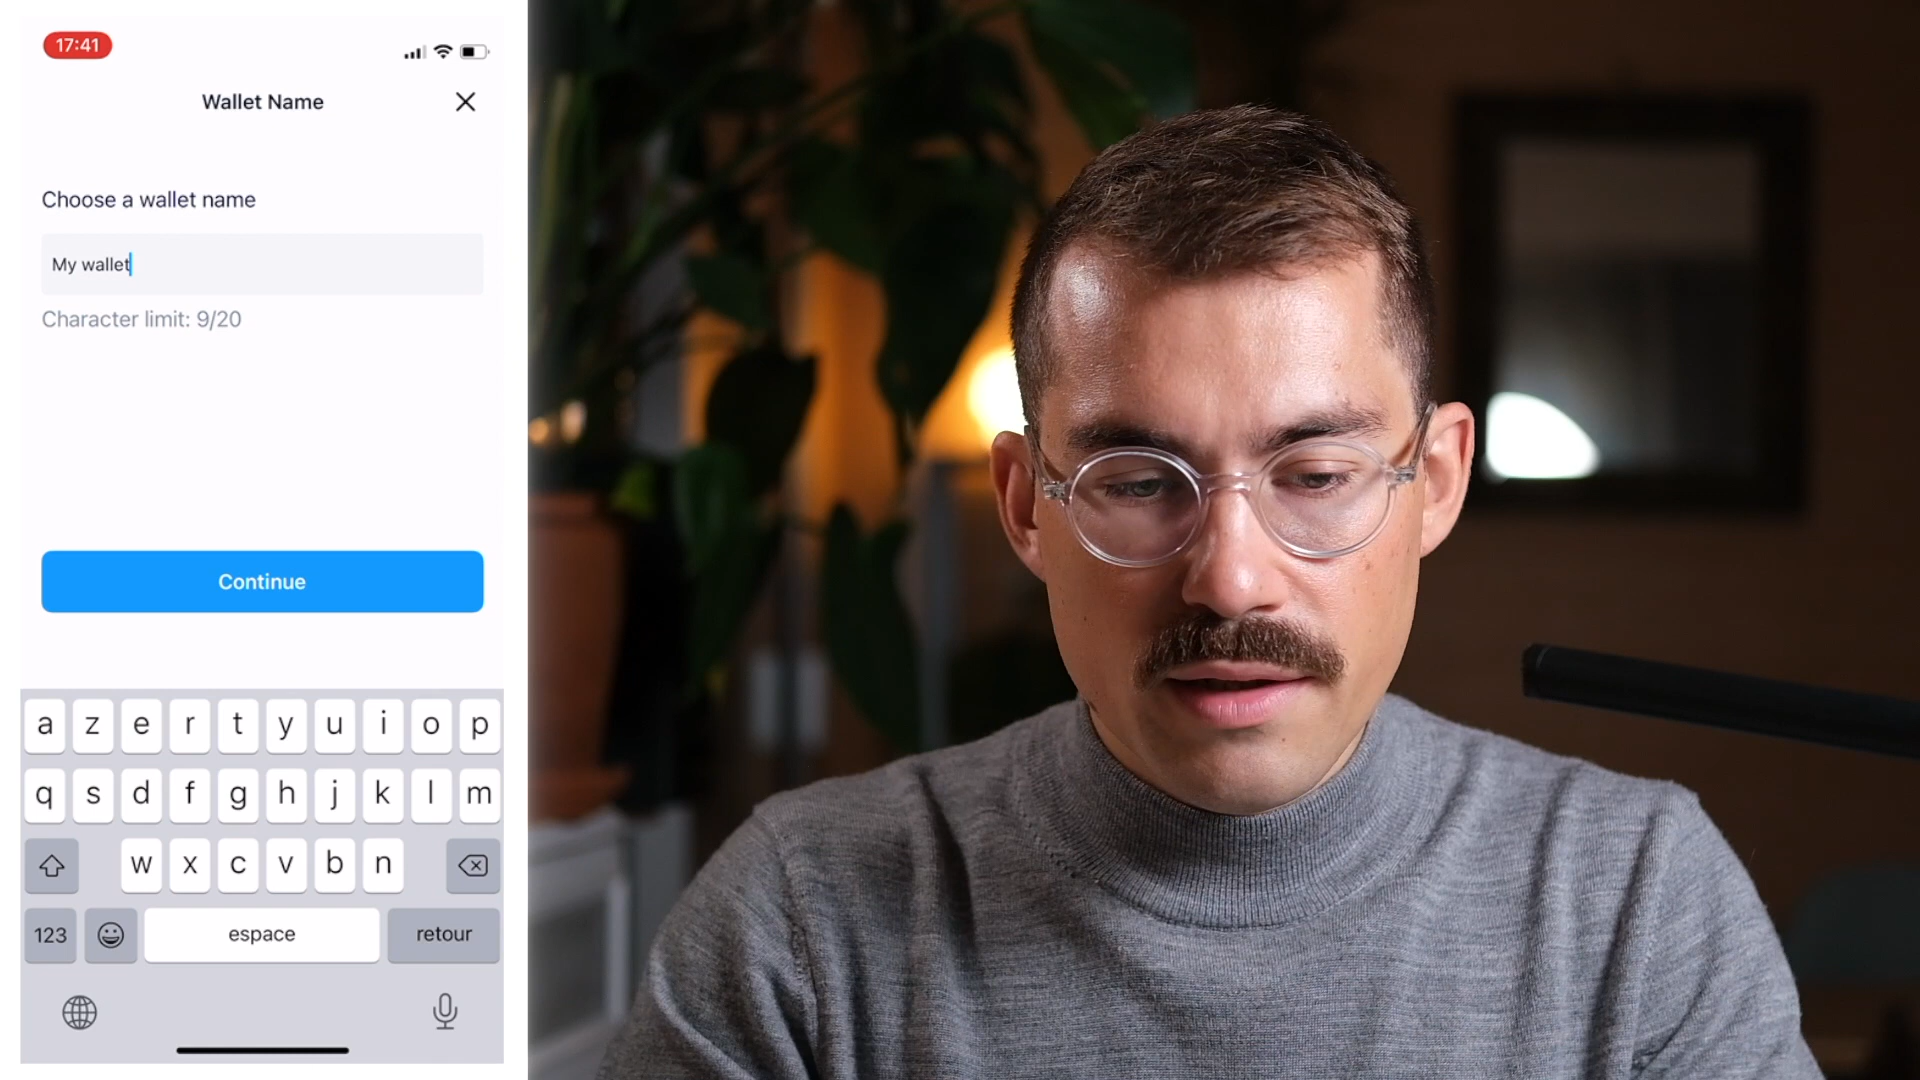 17:41
Wallet Name
Choose a wallet name
My wallet
Character limit: 9/20
Continue
a z e r t y u i o p
q s d f g h j k l m
w x c v b n
123 espace retour